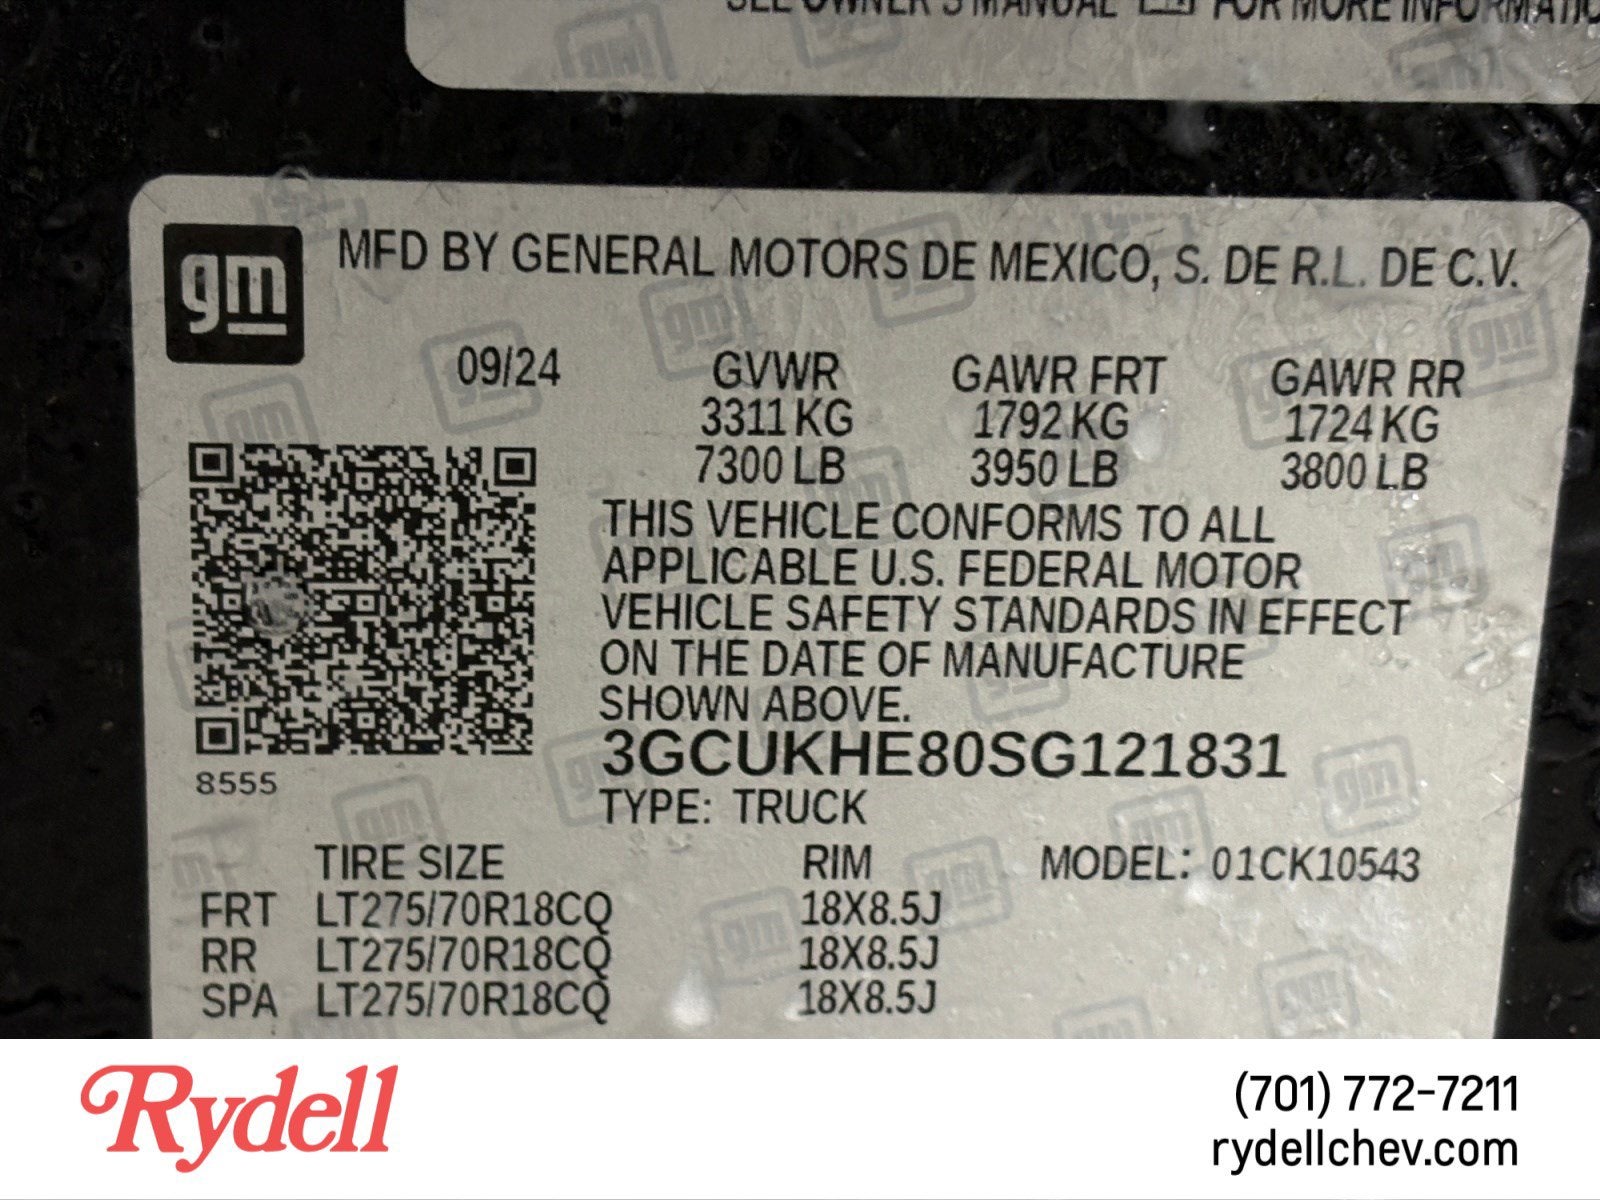 SEE OWNER'S MANUAL FOR MORE INFORMATIO
gm
MFD BY GENERAL MOTORS DE MEXICO, S. DE R.L. DE C.V.
09/24 GVWR GAWR FRT GAWR RR
3311 KG 1792 KG 1724 KG
7300 LB 3950 LB 3800 LB
THIS VEHICLE CONFORMS TO ALL
APPLICABLE U.S. FEDERAL MOTOR
VEHICLE SAFETY STANDARDS IN EFFECT
ON THE DATE OF MANUFACTURE
SHOWN ABOVE.
3GCUKHE80SG121831
8555
TYPE: TRUCK
TIRE SIZE RIM MODEL: 01CK10543
FRT LT275/70R18CQ 18X8.5J
RR LT275/70R18CQ 18X8.5J
SPA LT275/70R18CQ 18X8.5J
Rydell
(701) 772-7211
rydellchev.com